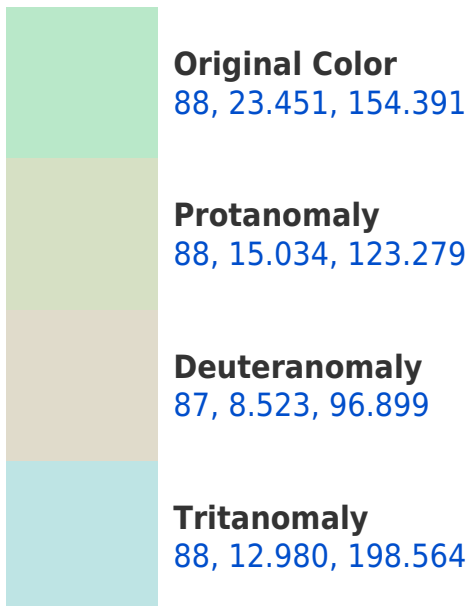 Original Color
88, 23.451, 154.391
Protanomaly
88, 15.034, 123.279
Deuteranomaly
87, 8.523, 96.899
Tritanomaly
88, 12.980, 198.564